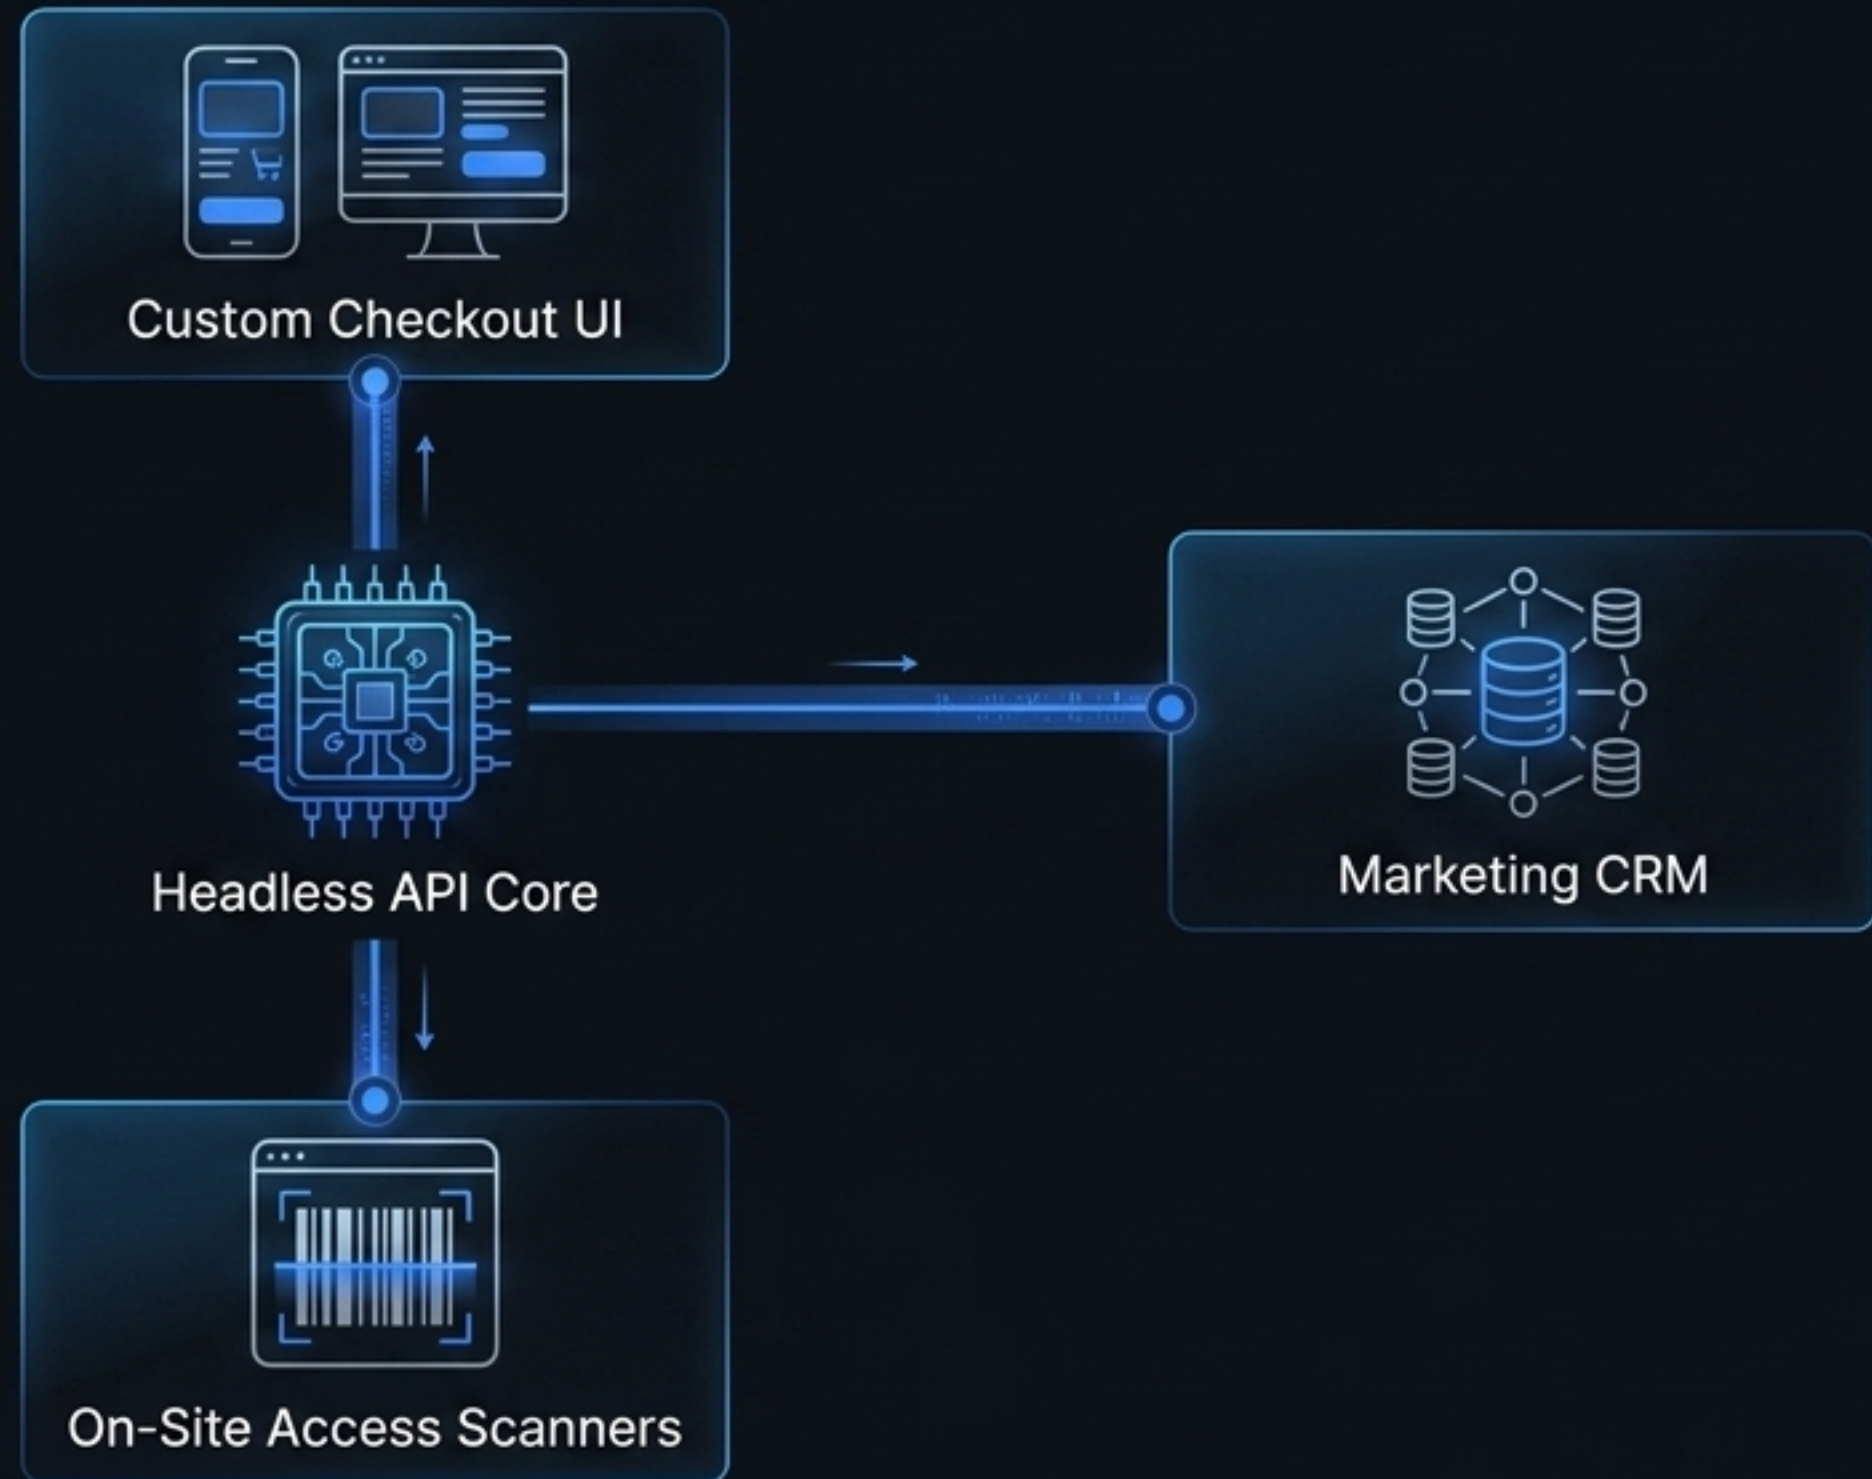 Custom Checkout UI
Headless API Core
Marketing CRM
On-Site Access Scanners